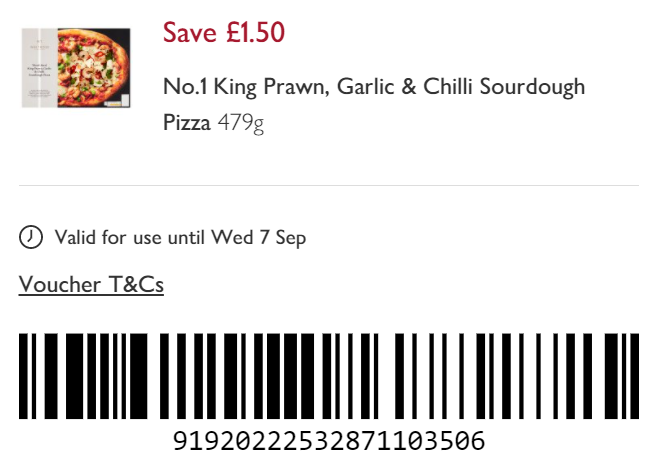 Save £1.50
No.1 King Prawn, Garlic & Chilli Sourdough
Pizza 479g
Valid for use until Wed 7 Sep
Voucher T&Cs
91920222532871103506